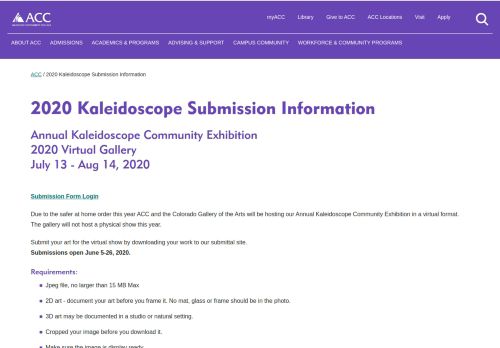 ACC
myACC Library Give to ACC ACC Locations Visit Apply
ABOUT ACC ADMISSIONS ACADEMICS & PROGRAMS ADVISING & SUPPORT CAMPUS COMMUNITY WORKFORCE & COMMUNITY PROGRAMS
ACC / 2020 Kaleidoscope Submission Information
2020 Kaleidoscope Submission Information
Annual Kaleidoscope Community Exhibition
2020 Virtual Gallery
July 13 - Aug 14, 2020
Submission Form Login
Due to the safer at home order this year ACC and the Colorado Gallery of the Arts will be hosting our Annual Kaleidoscope Community Exhibition in a virtual format.
The gallery will not host a physical show this year.
Submit your art for the virtual show by downloading your work to our submittal site.
Submissions open June 5-26, 2020.
Requirements:
Jpeg file, no larger than 15 MB Max
2D art - document your art before you frame it. No mat, glass or frame should be in the photo.
3D art may be documented in a studio or natural setting.
Cropped your image before you download it.
Make sure the image is display ready